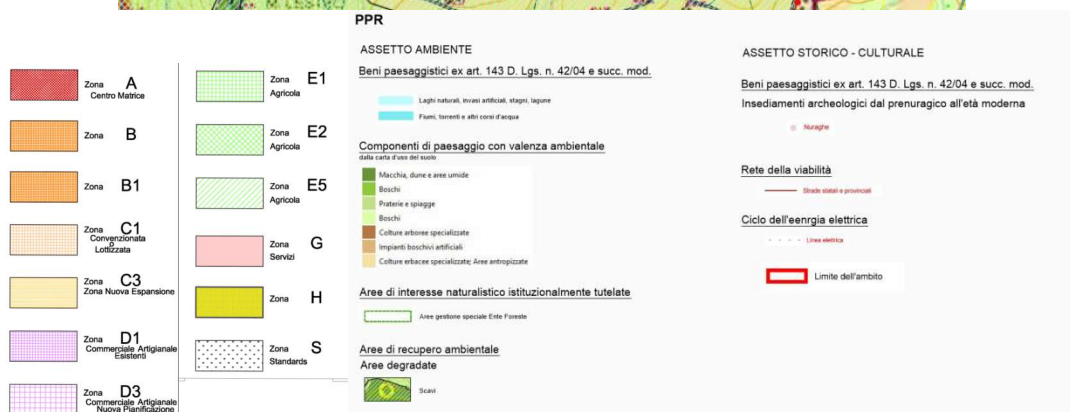 PPR
Zona A
Centro Matrice
Zona B
Zona B1
Zona C1
Convenzionata
o
Lottizzata
Zona C3
Zona Nuova Espansione
Zona D1
Commerciale Artigianale
Esistenti
Zona D3
Commerciale Artigianale
Nuova Pianificazione
Zona E1
Agricola
Zona E2
Agricola
Zona E5
Agricola
Zona G
Servizi
Zona H
Zona S
Standards
ASSETTO AMBIENTE
Beni paesaggistici ex art. 143 D. Lgs. n. 42/04 e succ. mod.
Laghi naturali, invasi artificiali, stagni, lagune
Fiumi, torrenti e altri corsi d'acqua
Componenti di paesaggio con valenza ambientale
dalla carta d'uso del suolo
Macchia, dune e aree umide
Boschi
Praterie e spiagge
Boschi
Colture arboree specializzate
Impianti boschivi artificiali
Colture erbacee specializzate; Aree antropizzate
Aree di interesse naturalistico istituzionalmente tutelate
Aree gestione speciale Ente Foreste
Aree di recupero ambientale
Aree degradate
Scavi
ASSETTO STORICO - CULTURALE
Beni paesaggistici ex art. 143 D. Lgs. n. 42/04 e succ. mod.
Insediamenti archeologici dal prenuragico all'età moderna
Nuraghe
Rete della viabilità
Strade statali e provinciali
Ciclo dell'eenrgia elettrica
Linea elettrica
Limite dell'ambito